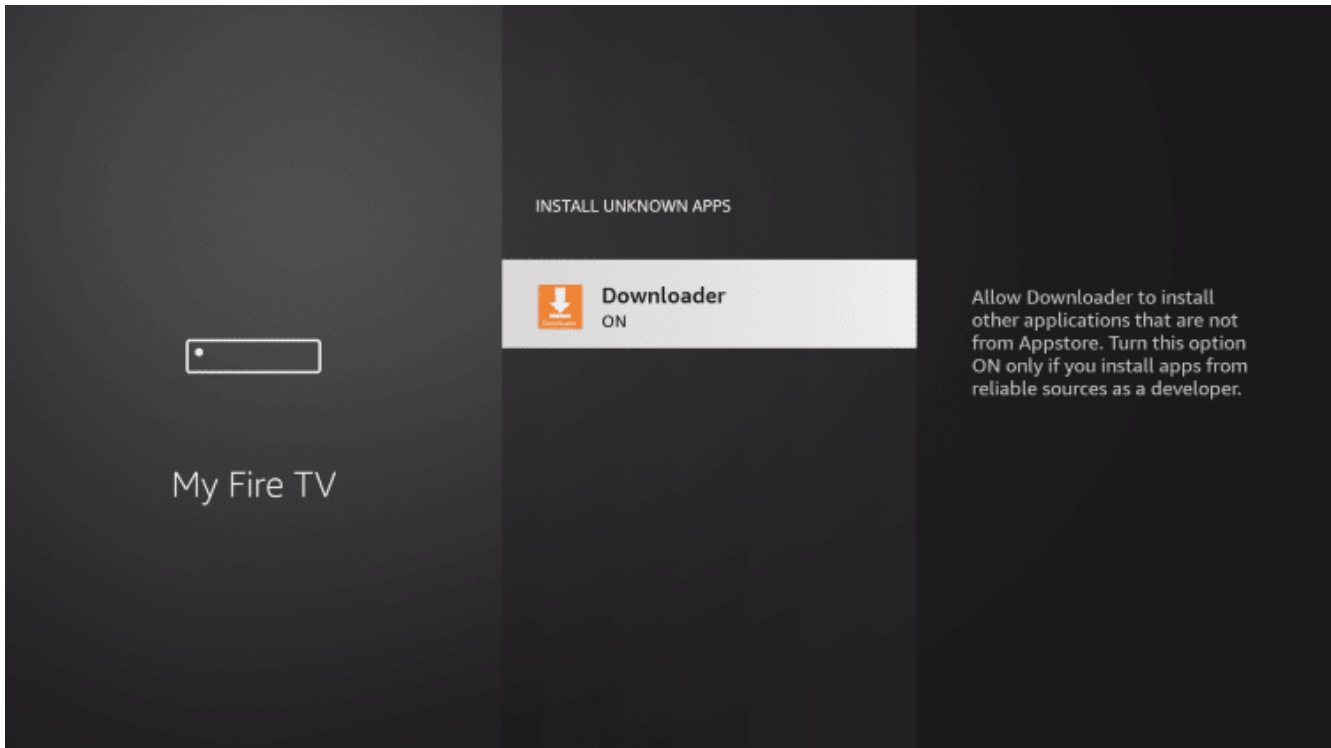 INSTALL UNKNOWN APPS
Downloader
ON
Downloader
My Fire TV
Allow Downloader to install
other applications that are not
from Appstore. Turn this option
ON only if you install apps from
reliable sources as a developer.